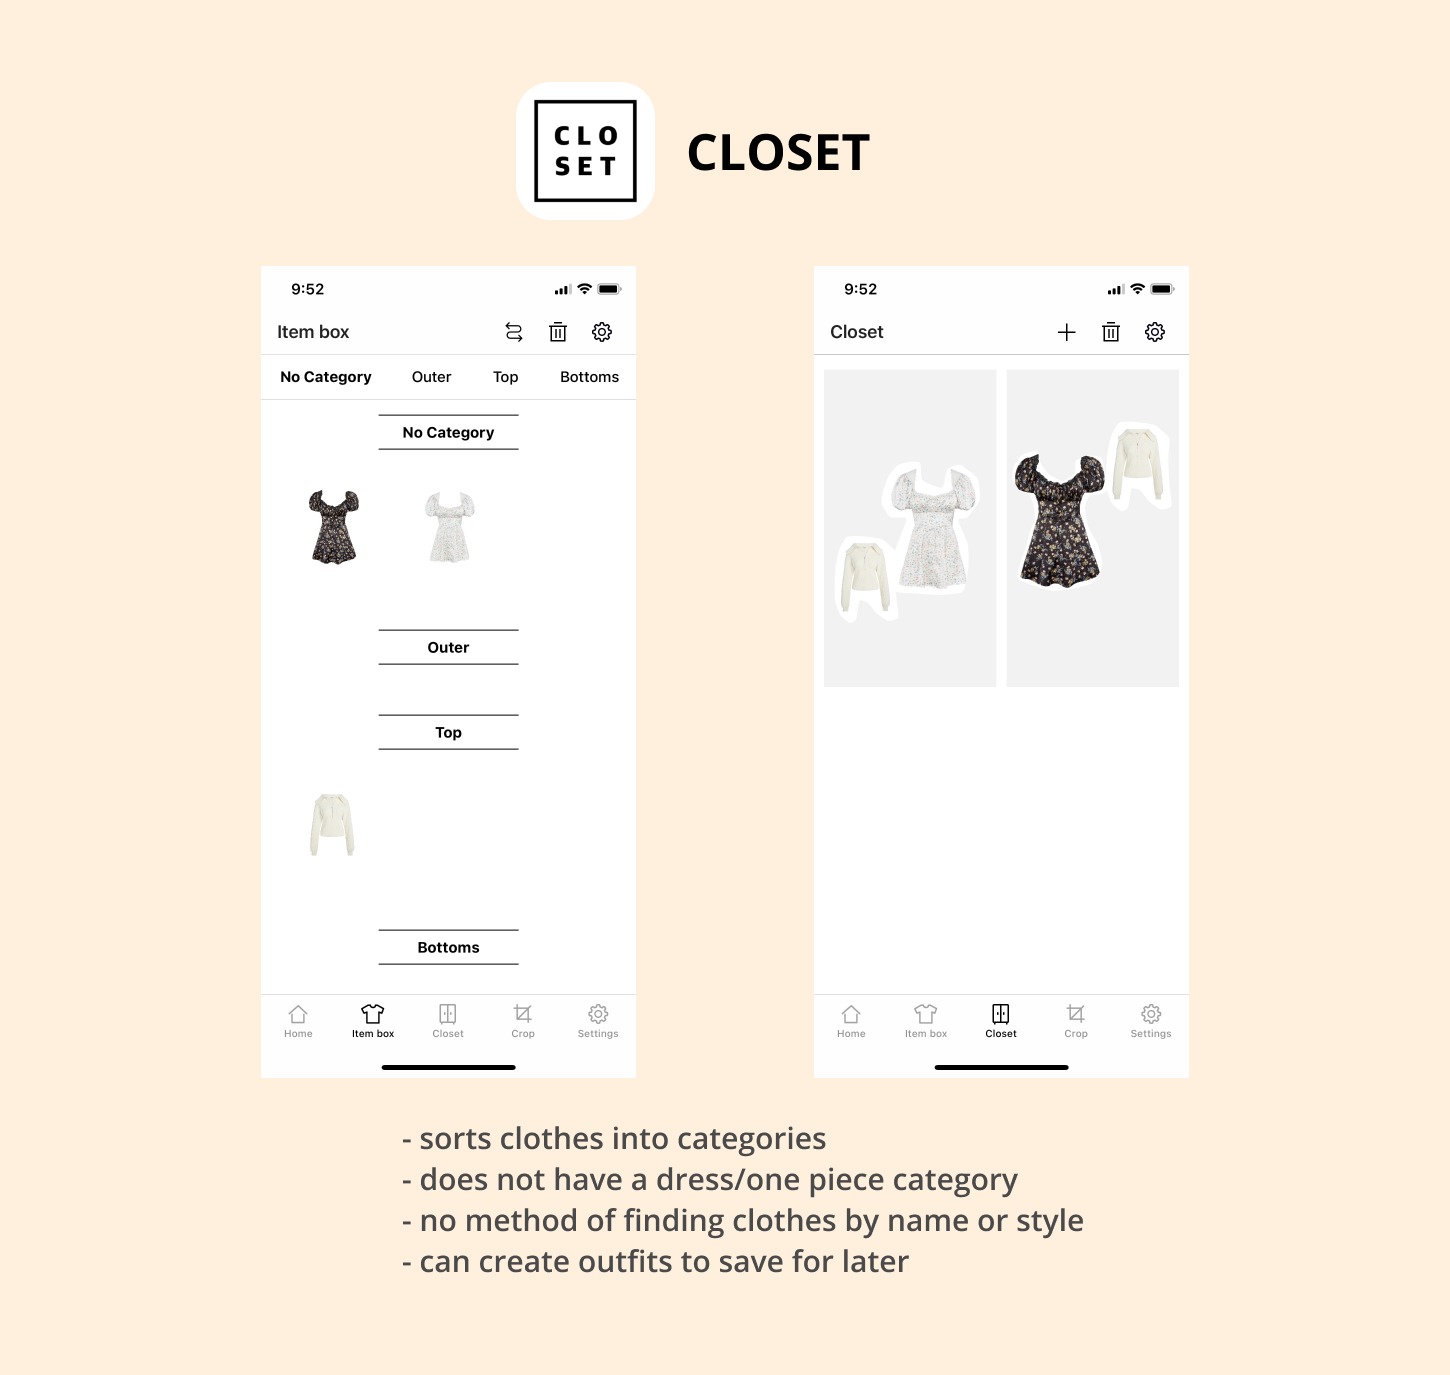 CLO
SET
CLOSET
9:52
Item box
No Category Outer Top Bottoms
No Category
Outer
Top
Bottoms
Home Item box Closet Crop Settings
9:52
Closet
Home Item box Closet Crop Settings
- sorts clothes into categories
- does not have a dress/one piece category
- no method of finding clothes by name or style
- can create outfits to save for later